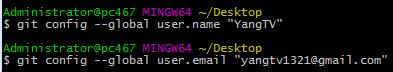 Administrator@pc467 MINGW64 ~/Desktop
$ git config --global user.name "YangTV"
Administrator@pc467 MINGW64 ~/Desktop
$ git config --global user.email "yangtv1321@gmail.com"